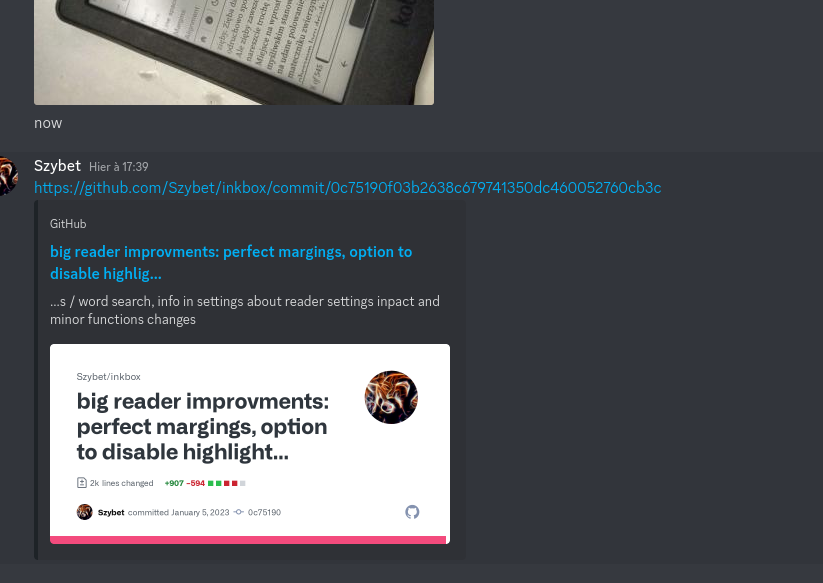 now
Szybet Hier à 17:39
https://github.com/Szybet/inkbox/commit/0c75190f03b2638c679741350dc460052760cb3c
GitHub
big reader improvments: perfect margings, option to
disable highlig...
...s / word search, info in settings about reader settings inpact and
minor functions changes
Szybet/inkbox
big reader improvments:
perfect margings, option
to disable highlight...
2k lines changed +907 −594
Szybet committed January 5, 2023 0c75190